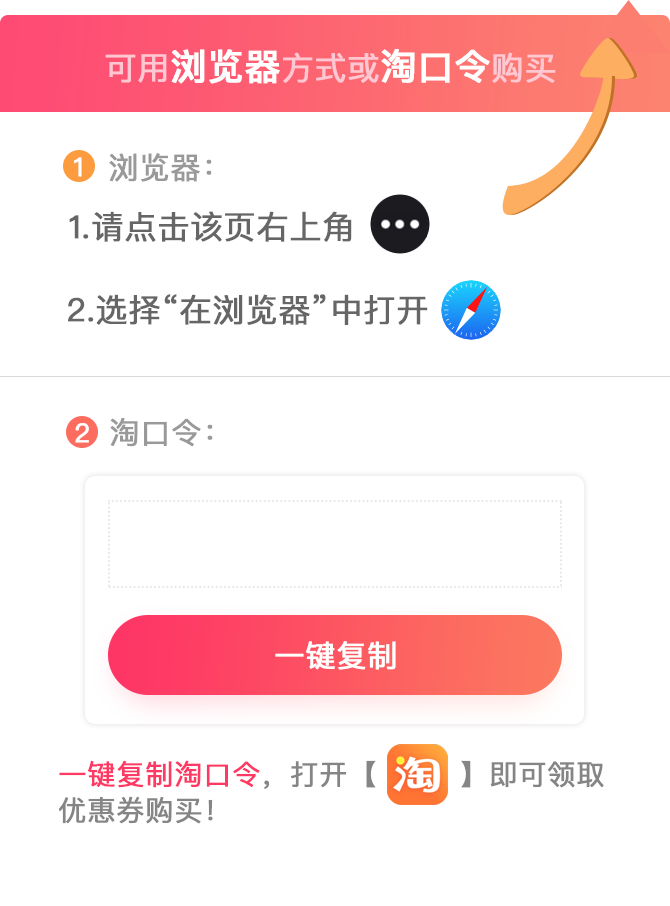 可用浏览器方式或淘口令购买
1 浏览器：
1.请点击该页右上角
2.选择“在浏览器”中打开
2 淘口令：
一键复制
一键复制淘口令，打开【淘】即可领取
优惠券购买！